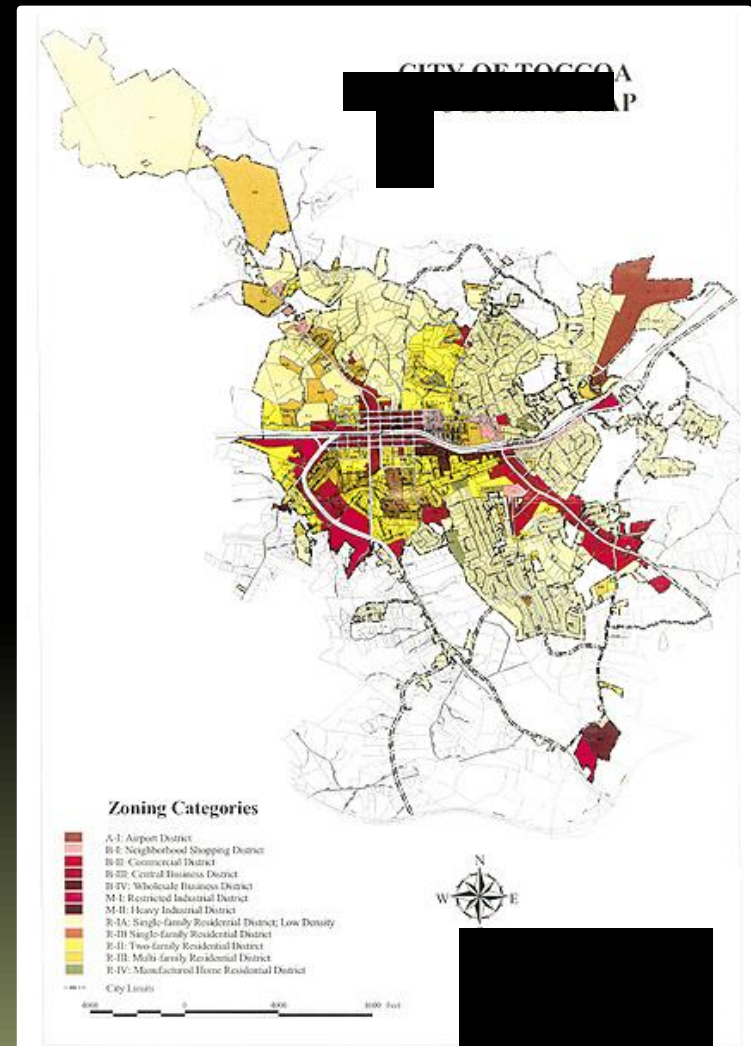 CITY OF TOCCOA
Zoning Categories
A-I: Airport District
B-I: Neighborhood Shopping District
B-II: Commercial District
B-III: Central Business District
B-IV: Wholesale Business District
M-I: Restricted Industrial District
M-II: Heavy Industrial District
R-IA: Single-family Residential District; Low Density
R-IB Single-family Residential District
R-II: Two-family Residential District
R-III: Multi-family Residential District
R-IV: Manufactured Home Residential District
City Limits
4000 0 4000 8000 Feet
N
W E